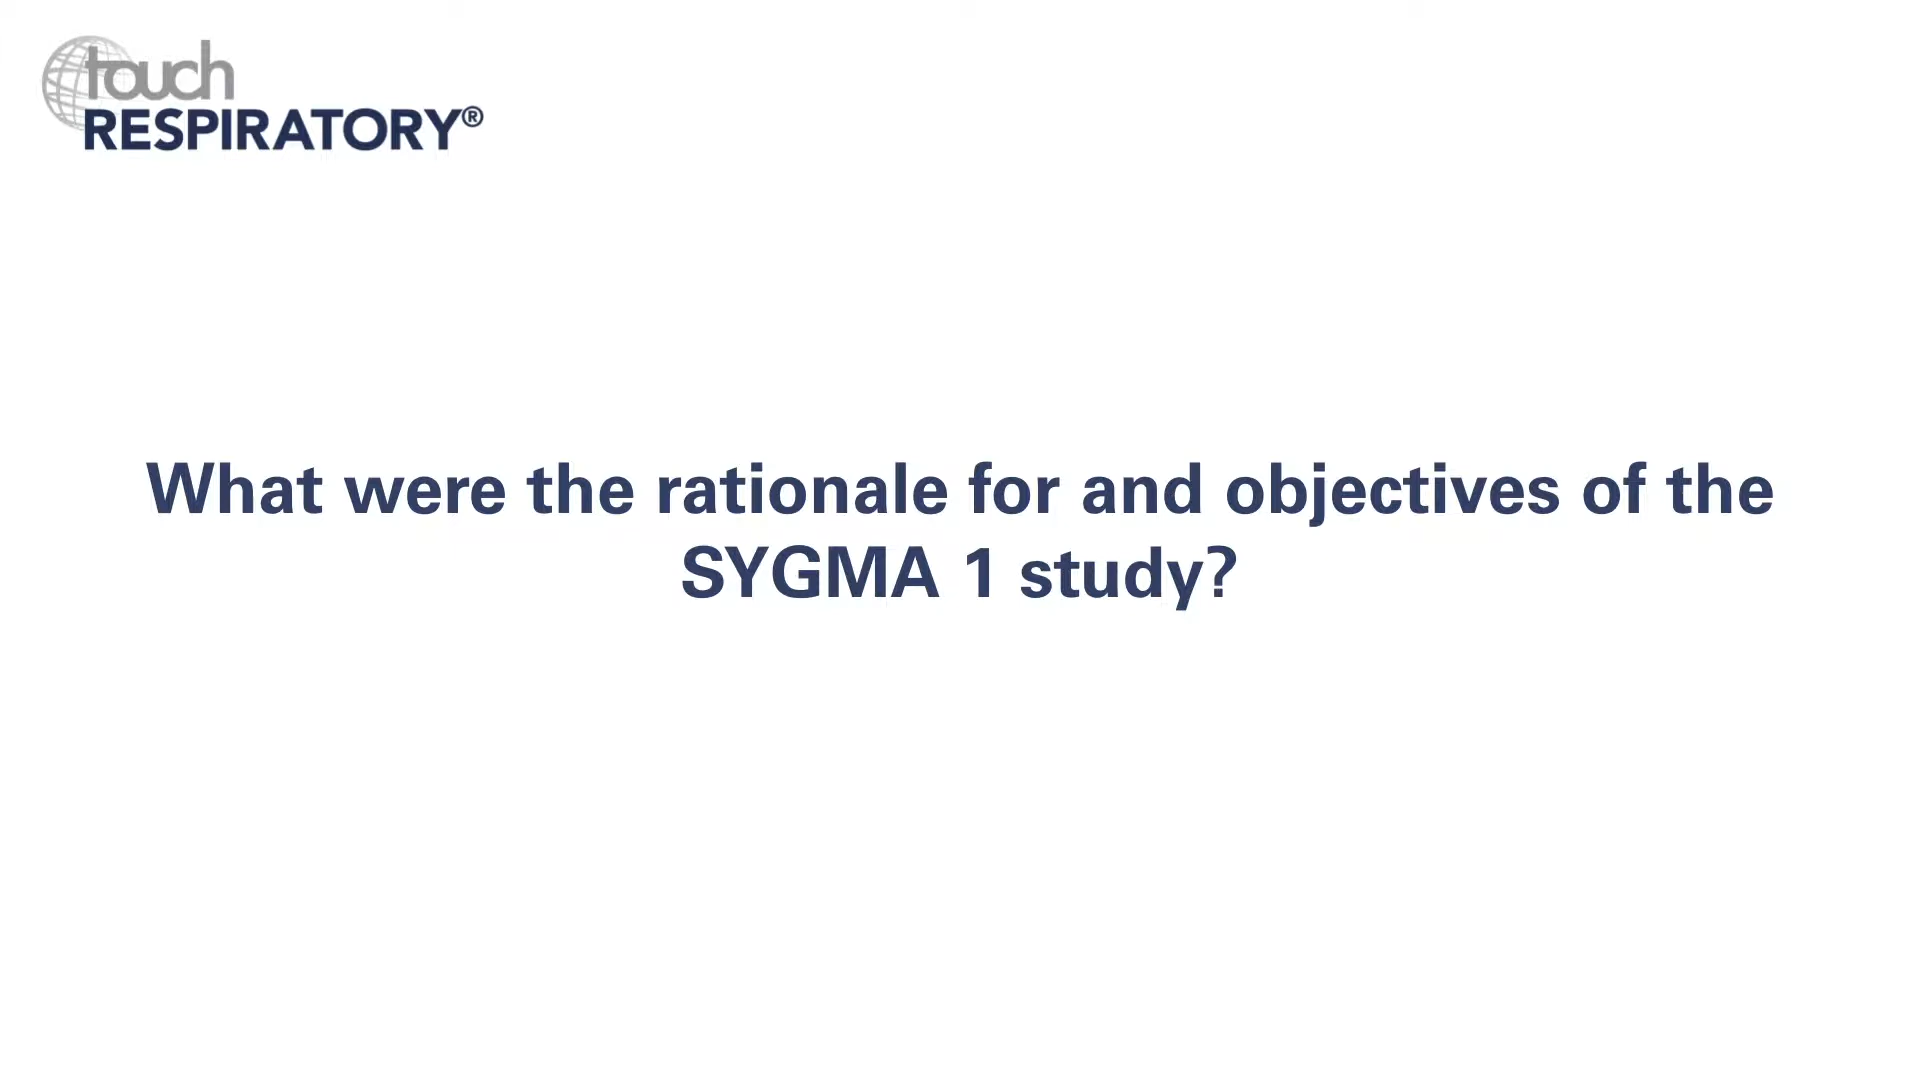 touch
RESPIRATORY®
What were the rationale for and objectives of the
SYGMA 1 study?